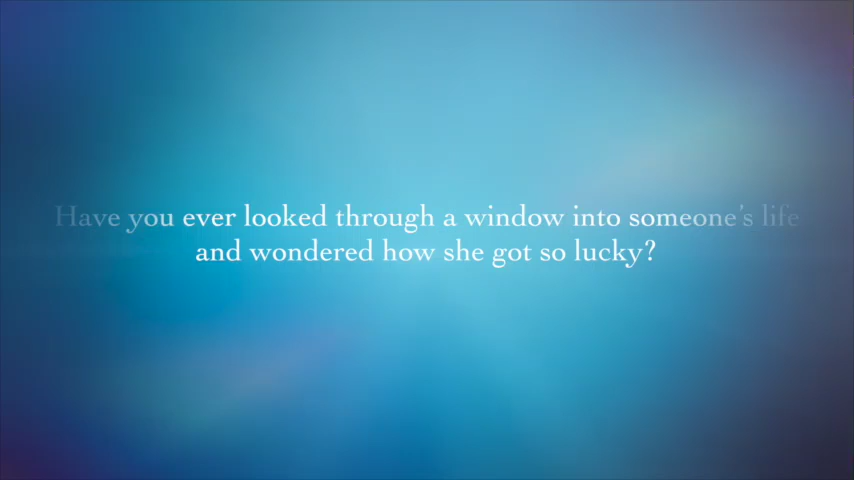 Have you ever looked through a window into someone's life
and wondered how she got so lucky?